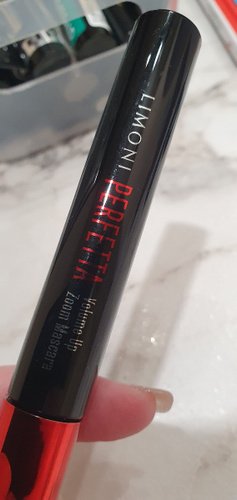 LIMONI
PERFETTA
Volume Up
Zoom Mascara